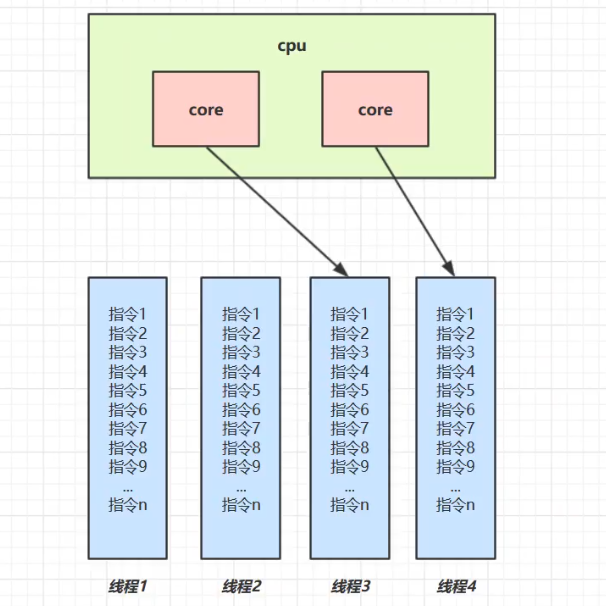 cpu
core
core
指令1
指令2
指令3
指令4
指令5
指令6
指令7
指令8
指令9
...
指令n
线程1
指令1
指令2
指令3
指令4
指令5
指令6
指令7
指令8
指令9
...
指令n
线程2
指令1
指令2
指令3
指令4
指令5
指令6
指令7
指令8
指令9
...
指令n
线程3
指令1
指令2
指令3
指令4
指令5
指令6
指令7
指令8
指令9
...
指令n
线程4